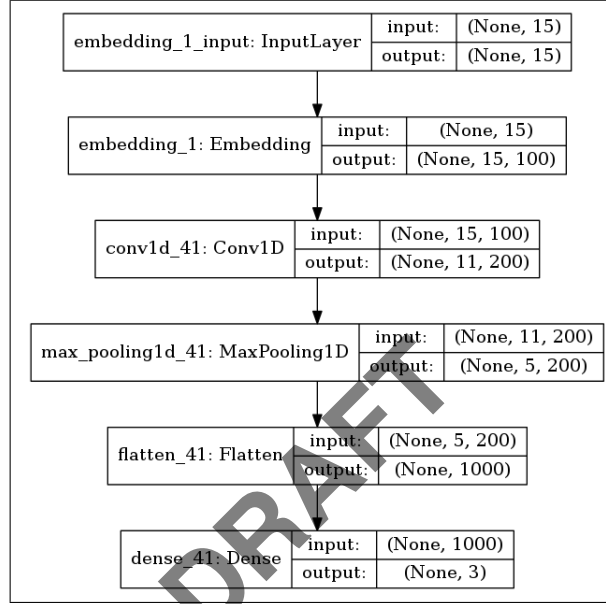 embedding_1_input: InputLayer input: (None, 15)
output: (None, 15)
embedding_1: Embedding input: (None, 15)
output: (None, 15, 100)
conv1d_41: Conv1D input: (None, 15, 100)
output: (None, 11, 200)
max_pooling1d_41: MaxPooling1D input: (None, 11, 200)
output: (None, 5, 200)
flatten_41: Flatten input: (None, 5, 200)
output: (None, 1000)
dense_41: Dense input: (None, 1000)
output: (None, 3)
DRAFT